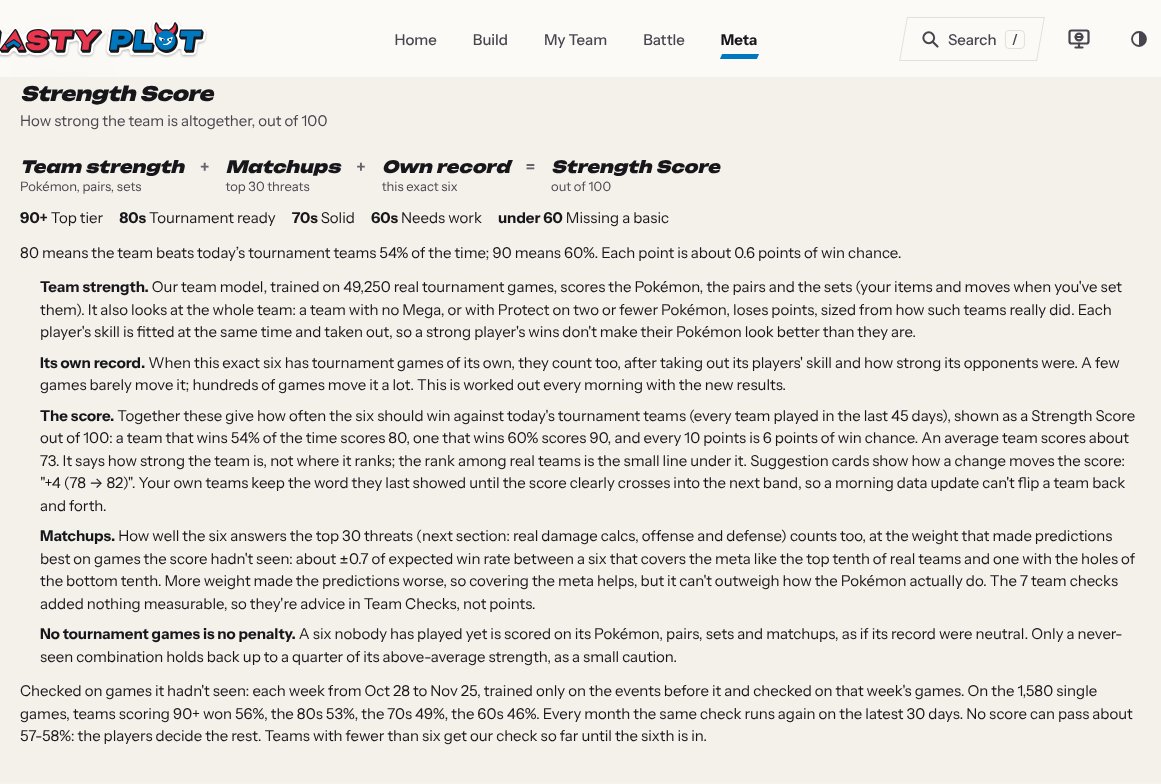 NASTY PLOT
Home
Build
My Team
Battle
Meta
Search /
Strength Score
How strong the team is altogether, out of 100
Team strength + Matchups + Own record = Strength Score
Pokémon, pairs, sets
top 30 threats
this exact six
out of 100
90+ Top tier 80s Tournament ready 70s Solid 60s Needs work under 60 Missing a basic
80 means the team beats today's tournament teams 54% of the time; 90 means 60%. Each point is about 0.6 points of win chance.
Team strength. Our team model, trained on 49,250 real tournament games, scores the Pokémon, the pairs and the sets (your items and moves when you've set
them). It also looks at the whole team: a team with no Mega, or with Protect on two or fewer Pokémon, loses points, sized from how such teams really did. Each
player's skill is fitted at the same time and taken out, so a strong player's wins don't make their Pokémon look better than they are.
Its own record. When this exact six has tournament games of its own, they count too, after taking out its players' skill and how strong its opponents were. A few
games barely move it; hundreds of games move it a lot. This is worked out every morning with the new results.
The score. Together these give how often the six should win against today's tournament teams (every team played in the last 45 days), shown as a Strength Score
out of 100: a team that wins 54% of the time scores 80, one that wins 60% scores 90, and every 10 points is 6 points of win chance. An average team scores about
73. It says how strong the team is, not where it ranks; the rank among real teams is the small line under it. Suggestion cards show how a change moves the score:
"+4 (78 → 82)". Your own teams keep the word they last showed until the score clearly crosses into the next band, so a morning data update can't flip a team back
and forth.
Matchups. How well the six answers the top 30 threats (next section: real damage calcs, offense and defense) counts too, at the weight that made predictions
best on games the score hadn't seen: about ±0.7 of expected win rate between a six that covers the meta like the top tenth of real teams and one with the holes of
the bottom tenth. More weight made the predictions worse, so covering the meta helps, but it can't outweigh how the Pokémon actually do. The 7 team checks
added nothing measurable, so they're advice in Team Checks, not points.
No tournament games is no penalty. A six nobody has played yet is scored on its Pokémon, pairs, sets and matchups, as if its record were neutral. Only a never-
seen combination holds back up to a quarter of its above-average strength, as a small caution.
Checked on games it hadn't seen: each week from Oct 28 to Nov 25, trained only on the events before it and checked on that week's games. On the 1,580 single
games, teams scoring 90+ won 56%, the 80s 53%, the 70s 49%, the 60s 46%. Every month the same check runs again on the latest 30 days. No score can pass about
57-58%: the players decide the rest. Teams with fewer than six get our check so far until the sixth is in.